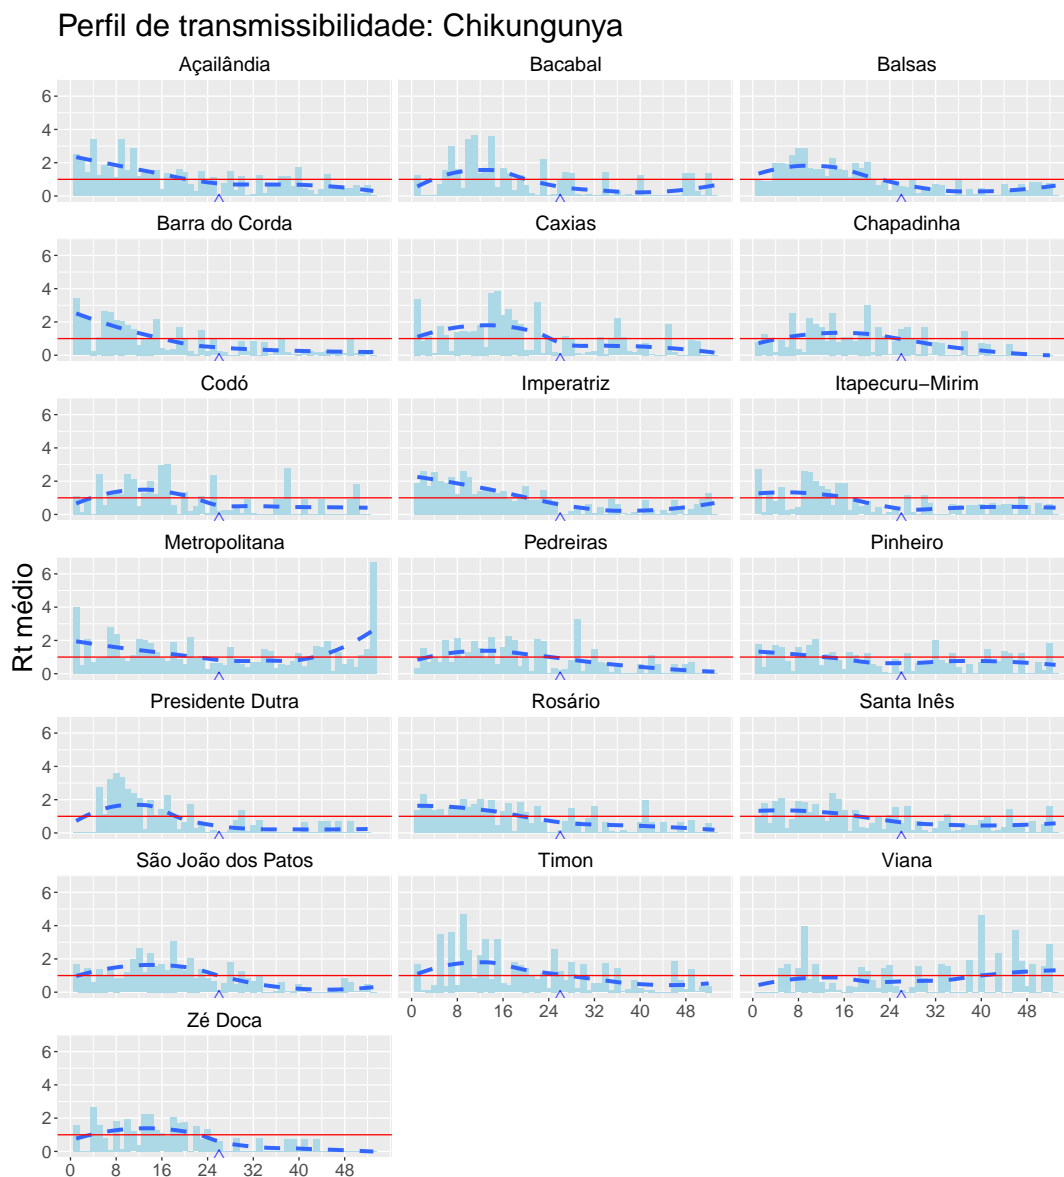 Perfil de transmissibilidade: Chikungunya
Açailândia Bacabal Balsas
6
4
2
0
Barra do Corda Caxias Chapadinha
6
4
2
0
Codó Imperatriz Itapecuru−Mirim
6
4
2
0
Metropolitana Pedreiras Pinheiro
6
4
2
0
Rt médio
Presidente Dutra Rosário Santa Inês
6
4
2
0
São João dos Patos Timon Viana
6
4
2
0
0 8 16 24 32 40 48 0 8 16 24 32 40 48
Zé Doca
6
4
2
0
0 8 16 24 32 40 48